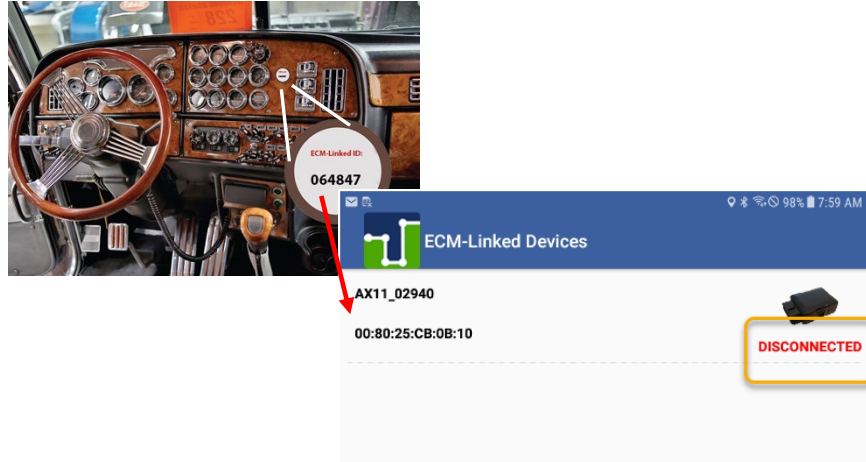 228
ECM-Linked ID:
064847
98% 7:59 AM
ECM-Linked Devices
AX11_02940
00:80:25:CB:0B:10
DISCONNECTED